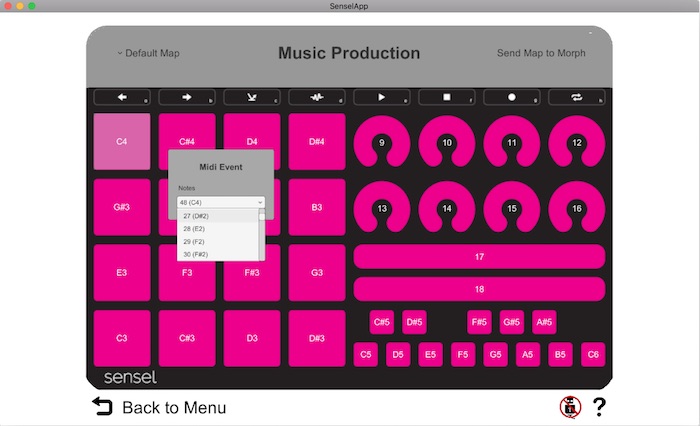 SenselApp
Default Map
Music Production
Send Map to Morph
a b c d e f g h
C4 C#4 D4 D#4 9 10 11 12
Midi Event
Notes
48 (C4)
27 (D#2)
28 (E2)
29 (F2)
30 (F#2)
G#3 B3 13 14 15 16
E3 F3 F#3 G3 17
18
C#5 D#5 F#5 G#5 A#5
C3 C#3 D3 D#3 C5 D5 E5 F5 G5 A5 B5 C6
sensel
Back to Menu
?